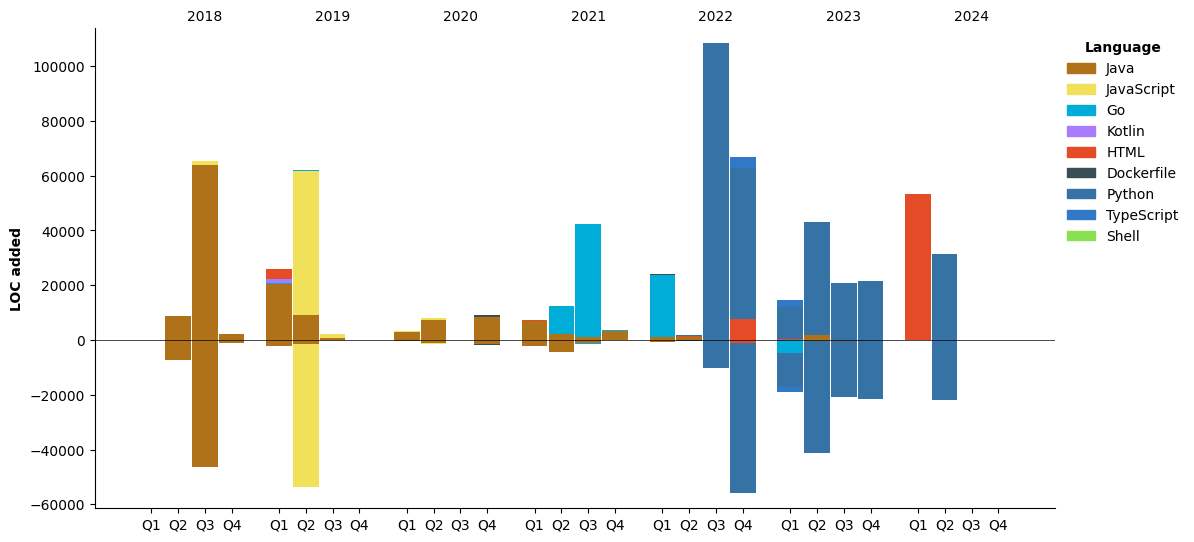 2018 2019 2020 2021 2022 2023 2024
Language
Java
JavaScript
Go
Kotlin
HTML
Dockerfile
Python
TypeScript
Shell
LOC added
100000
80000
60000
40000
20000
0
−20000
−40000
−60000
Q1 Q2 Q3 Q4 Q1 Q2 Q3 Q4 Q1 Q2 Q3 Q4 Q1 Q2 Q3 Q4 Q1 Q2 Q3 Q4 Q1 Q2 Q3 Q4 Q1 Q2 Q3 Q4